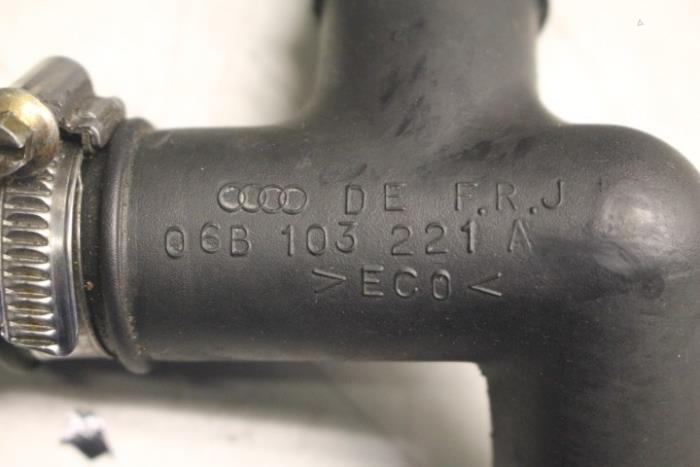 DE F.R.J
06B 103 221 A
>ECO<